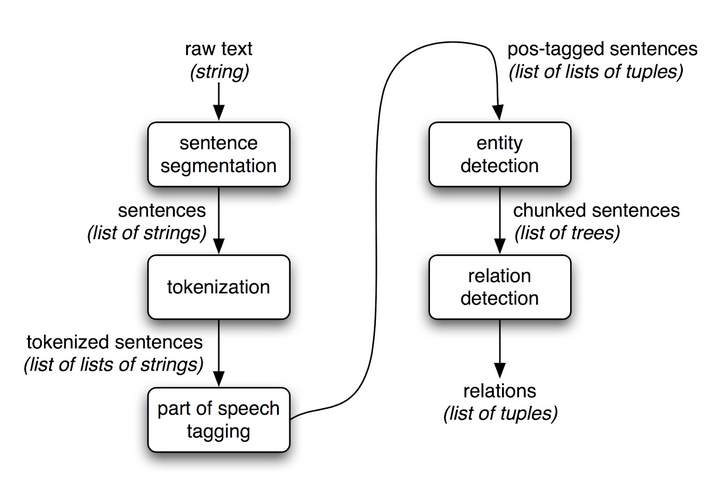 raw text
(string)
sentence
segmentation
sentences
(list of strings)
tokenization
tokenized sentences
(list of lists of strings)
part of speech
tagging
pos-tagged sentences
(list of lists of tuples)
entity
detection
chunked sentences
(list of trees)
relation
detection
relations
(list of tuples)